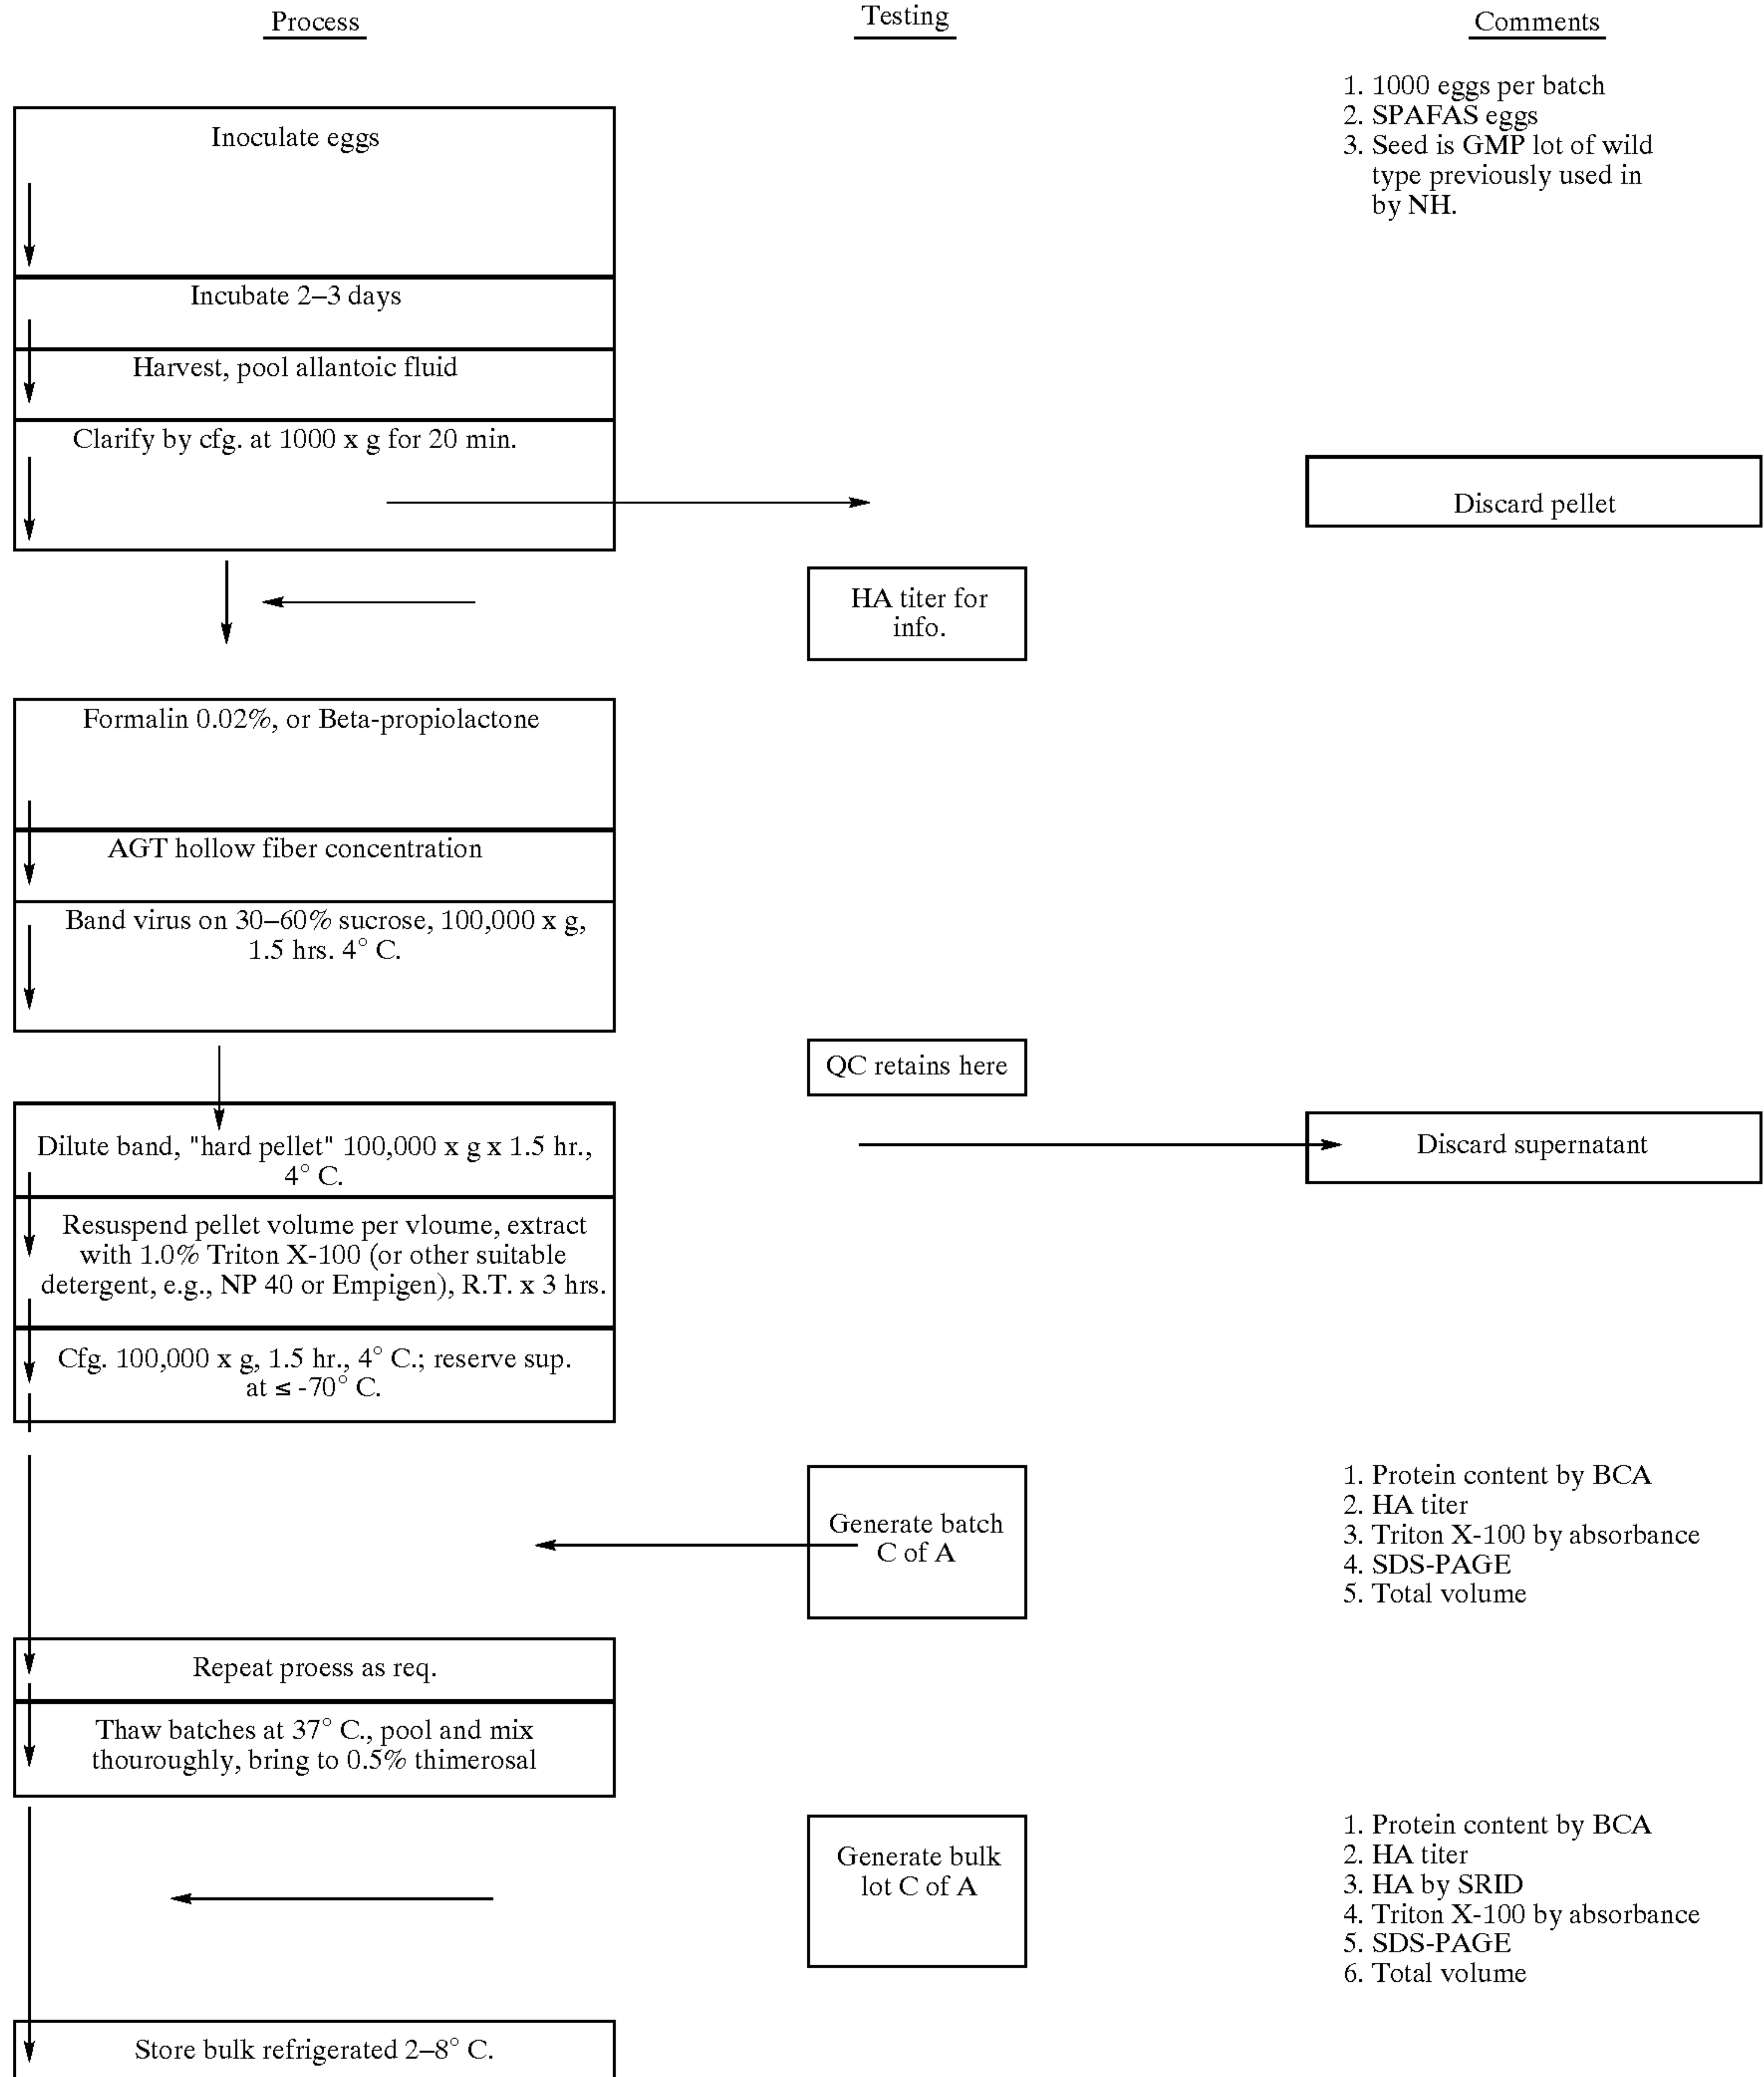 Process
Testing
Comments
1. 1000 eggs per batch
2. SPAFAS eggs
3. Seed is GMP lot of wild
type previously used in
by NH.
Inoculate eggs
Incubate 2–3 days
Harvest, pool allantoic fluid
Clarify by cfg. at 1000 x g for 20 min.
Discard pellet
HA titer for
info.
Formalin 0.02%, or Beta-propiolactone
AGT hollow fiber concentration
Band virus on 30–60% sucrose, 100,000 x g,
1.5 hrs. 4° C.
QC retains here
Dilute band, "hard pellet" 100,000 x g x 1.5 hr.,
4° C.
Discard supernatant
Resuspend pellet volume per vloume, extract
with 1.0% Triton X-100 (or other suitable
detergent, e.g., NP 40 or Empigen), R.T. x 3 hrs.
Cfg. 100,000 x g, 1.5 hr., 4° C.; reserve sup.
at ≤ -70° C.
Generate batch
C of A
1. Protein content by BCA
2. HA titer
3. Triton X-100 by absorbance
4. SDS-PAGE
5. Total volume
Repeat proess as req.
Thaw batches at 37° C., pool and mix
thouroughly, bring to 0.5% thimerosal
Generate bulk
lot C of A
1. Protein content by BCA
2. HA titer
3. HA by SRID
4. Triton X-100 by absorbance
5. SDS-PAGE
6. Total volume
Store bulk refrigerated 2–8° C.